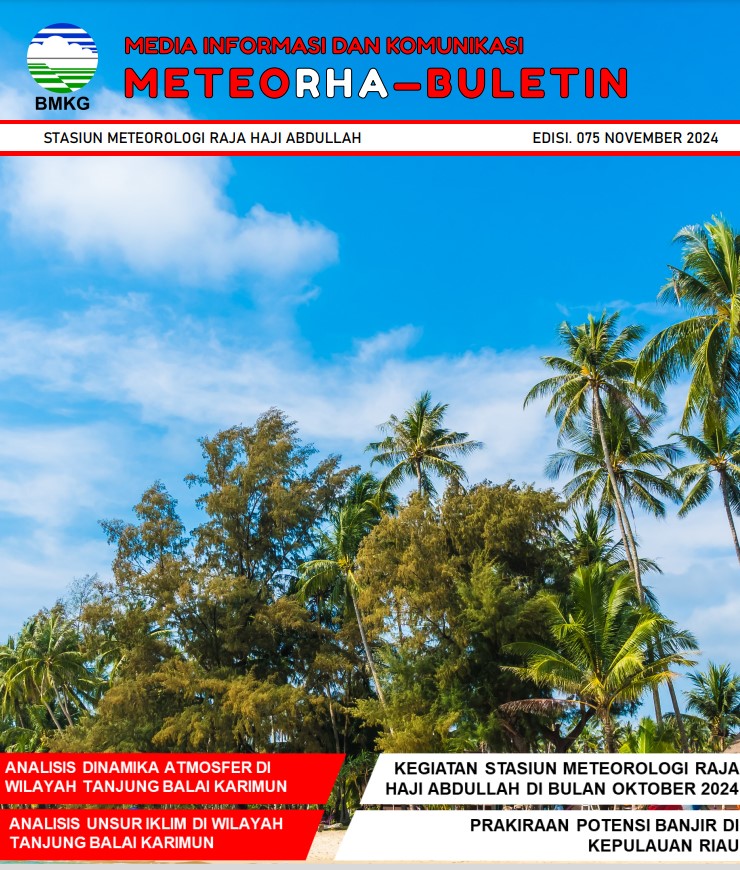 MEDIA INFORMASI DAN KOMUNIKASI
METEORHA-BULETIN
BMKG
STASIUN METEOROLOGI RAJA HAJI ABDULLAH
EDISI. 075 NOVEMBER 2024
ANALISIS DINAMIKA ATMOSFER DI
WILAYAH TANJUNG BALAI KARIMUN
KEGIATAN STASIUN METEOROLOGI RAJA
HAJI ABDULLAH DI BULAN OKTOBER 2024
ANALISIS UNSUR IKLIM DI WILAYAH
TANJUNG BALAI KARIMUN
PRAKIRAAN POTENSI BANJIR DI
KEPULAUAN RIAU